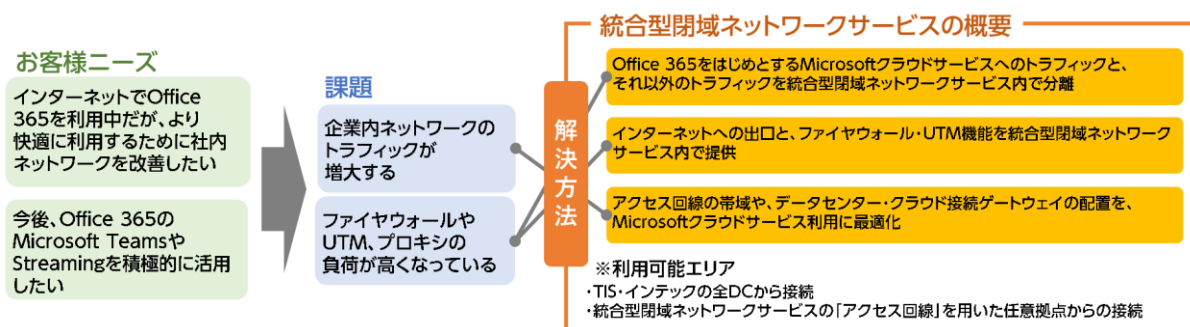 お客様ニーズ
インターネットでOffice
365を利用中だが、より
快適に利用するために社内
ネットワークを改善したい
今後、Office 365の
Microsoft Teamsや
Streamingを積極的に活用
したい
課題
企業内ネットワークの
トラフィックが
増大する
ファイヤウォールや
UTM、プロキシの
負荷が高くなっている
解決方法
統合型閉域ネットワークサービスの概要
Office 365をはじめとするMicrosoftクラウドサービスへのトラフィックと、
それ以外のトラフィックを統合型閉域ネットワークサービス内で分離
インターネットへの出口と、ファイヤウォール・UTM機能を統合型閉域ネットワーク
サービス内で提供
アクセス回線の帯域や、データセンター・クラウド接続ゲートウェイの配置を、
Microsoftクラウドサービス利用に最適化
※利用可能エリア
・TIS・インテックの全DCから接続
・統合型閉域ネットワークサービスの「アクセス回線」を用いた任意拠点からの接続